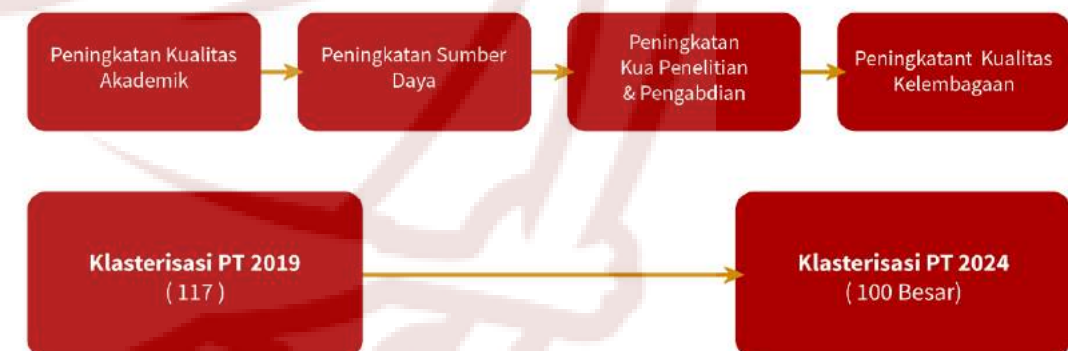 Peningkatan Kualitas
Akademik
Peningkatan Sumber
Daya
Peningkatan
Kua Penelitian
& Pengabdian
Peningkatant Kualitas
Kelembagaan
Klasterisasi PT 2019
( 117 )
Klasterisasi PT 2024
( 100 Besar)